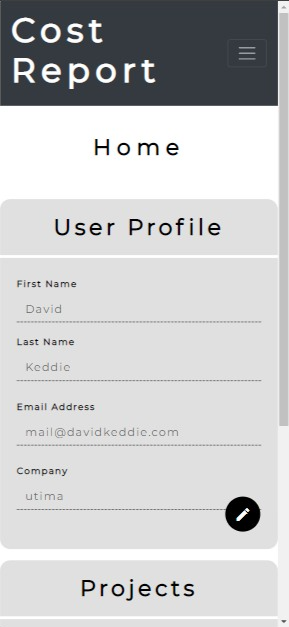 Cost
Report
Home
User Profile
First Name
David
Last Name
Keddie
Email Address
mail@davidkeddie.com
Company
utima
Projects